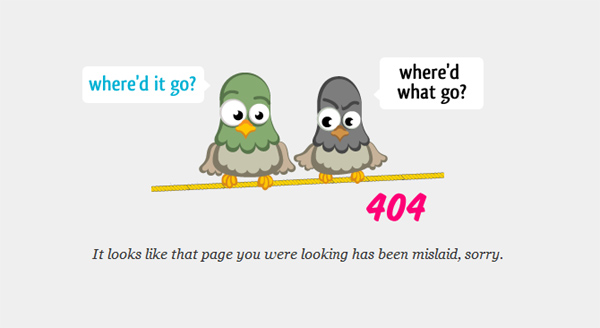 where'd it go?
where'd
what go?
404
It looks like that page you were looking has been mislaid, sorry.